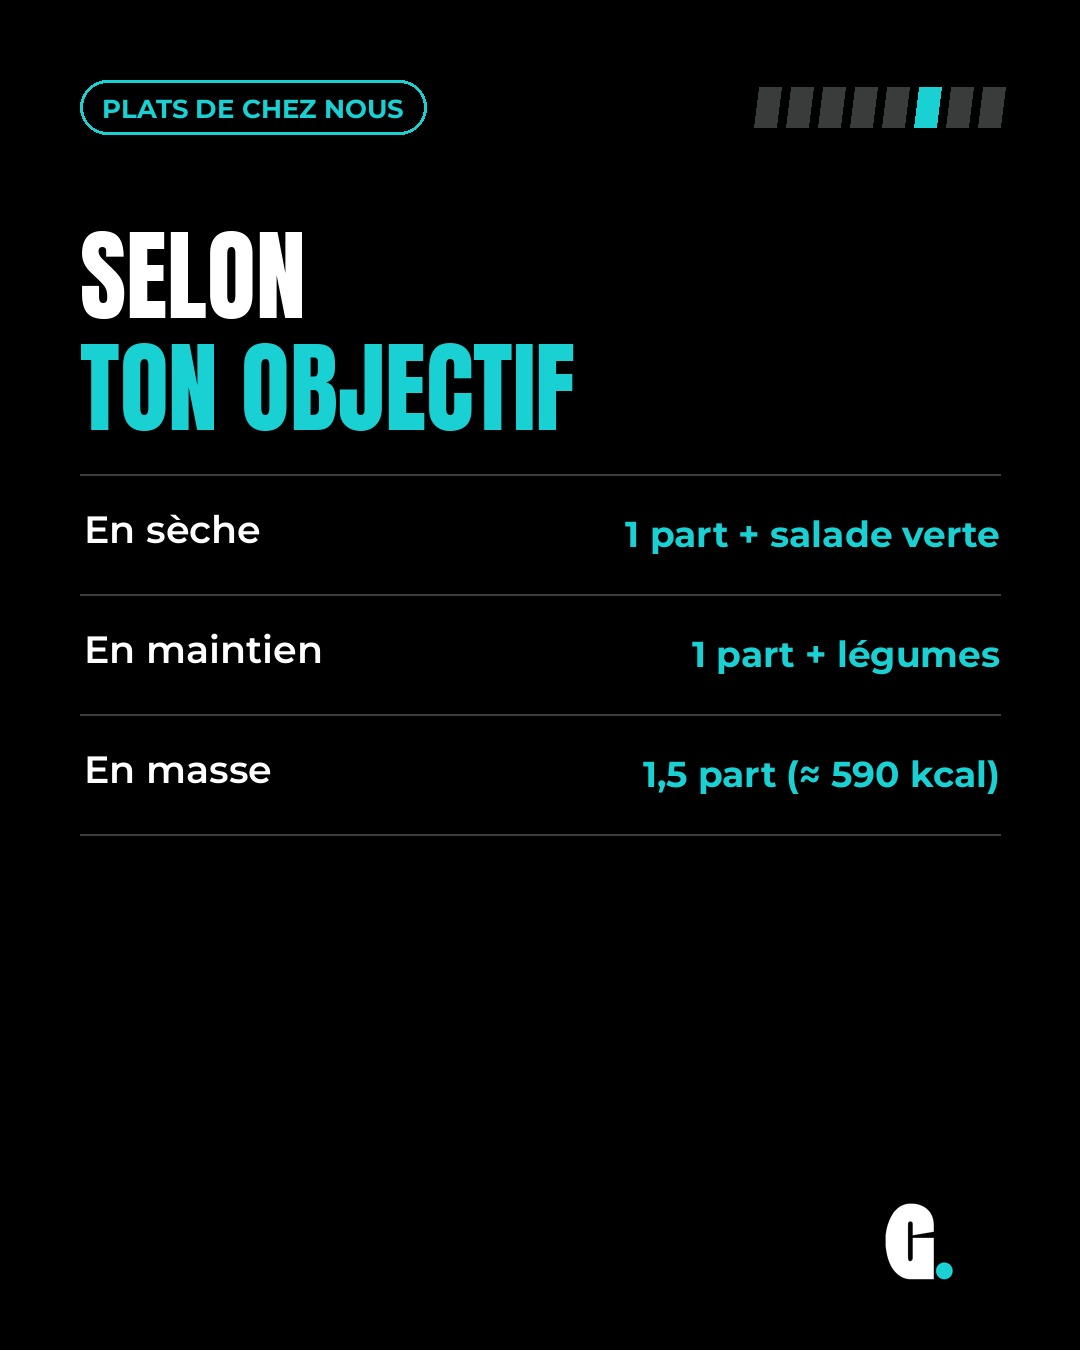 PLATS DE CHEZ NOUS
SELON
TON OBJECTIF
En sèche 1 part + salade verte
En maintien 1 part + légumes
En masse 1,5 part (≈ 590 kcal)
G.